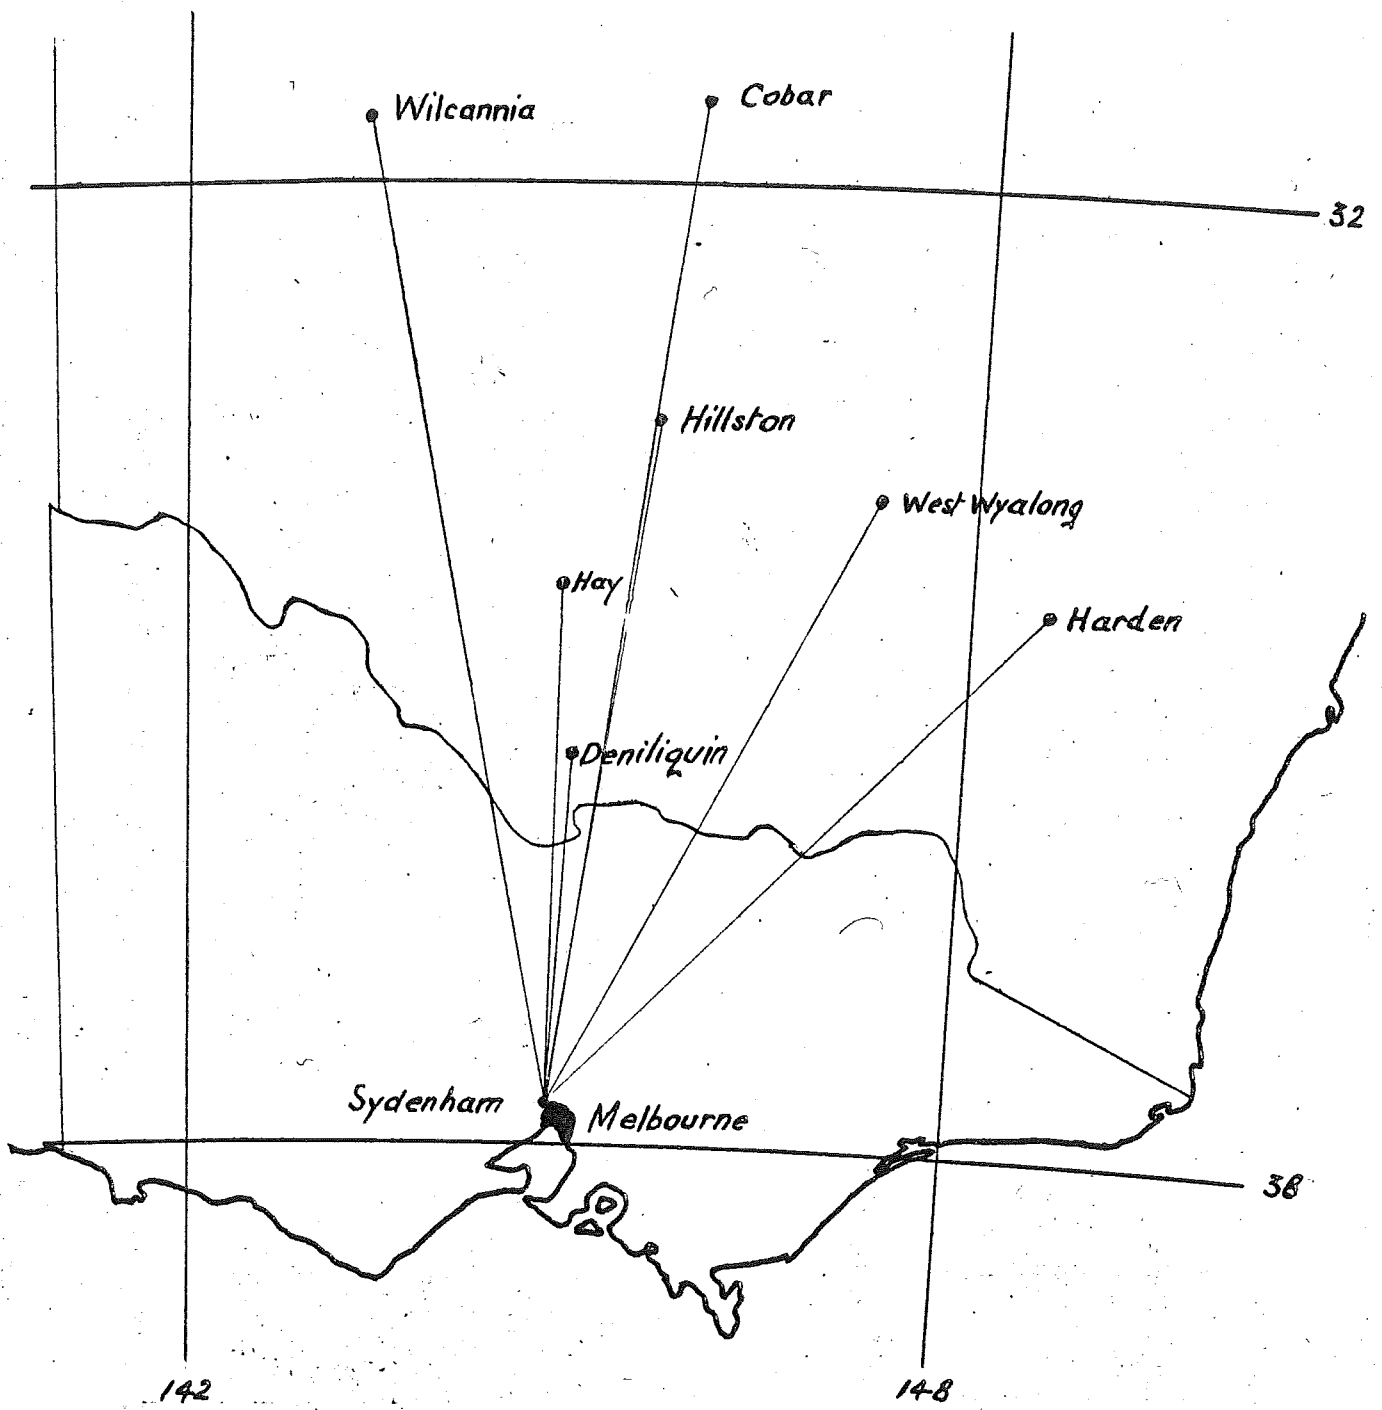 Wilcannia
Cobar
32
Hillston
West Wyalong
Hay
Harden
Deniliquin
Sydenham
Melbourne
38
142
148